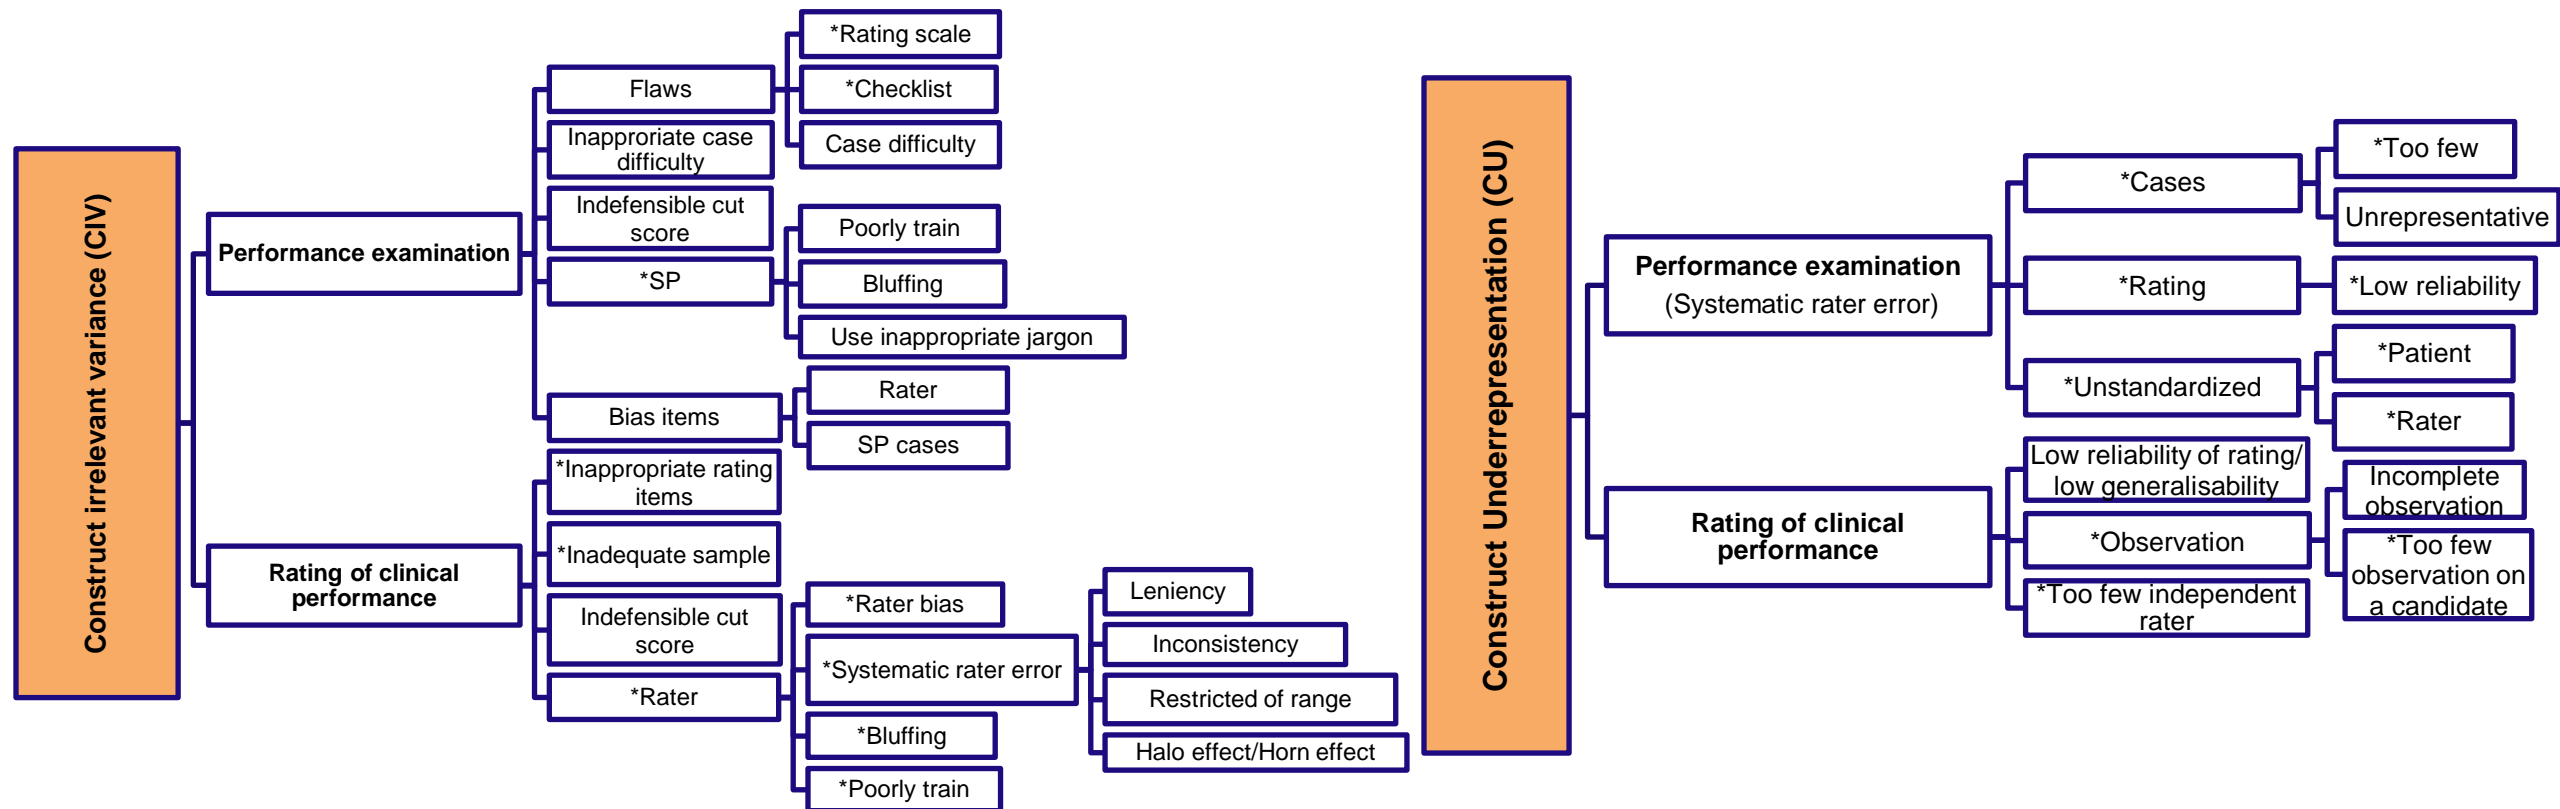 Construct irrelevant variance (CIV)
Performance examination
Flaws
*Rating scale
*Checklist
Case difficulty
Inapproriate case
difficulty
Indefensible cut
score
*SP
Poorly train
Bluffing
Use inappropriate jargon
Bias items
Rater
SP cases
Rating of clinical
performance
*Inappropriate rating
items
*Inadequate sample
Indefensible cut
score
*Rater
*Rater bias
*Systematic rater error
Leniency
Inconsistency
Restricted of range
Halo effect/Horn effect
*Bluffing
*Poorly train
Construct Underrepresentation (CU)
Performance examination
(Systematic rater error)
*Cases
*Too few
Unrepresentative
*Rating
*Low reliability
*Unstandardized
*Patient
*Rater
Rating of clinical
performance
Low reliability of rating/
low generalisability
*Observation
Incomplete
observation
*Too few
observation on
a candidate
*Too few independent
rater